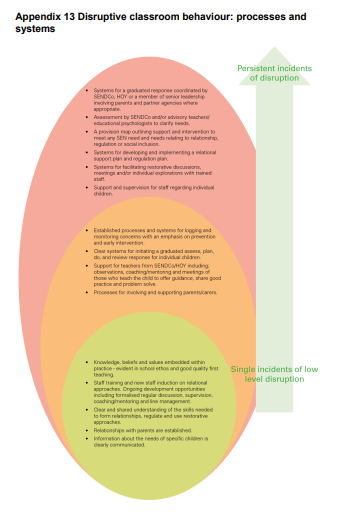 Appendix 13 Disruptive classroom behaviour: processes and
systems
Persistent incidents
of disruption
• Systems for a graduated response coordinated by
SENDCo, HOY or a member of senior leadership
involving parents and partner agencies where
appropriate.
• Assessment by SENDCo and/or advisory teachers/
educational psychologists to clarify needs.
• A provision map outlining support and intervention to
meet any SEN need and needs relating to relationship,
regulation or social inclusion.
• Systems for developing and implementing a relational
support plan and regulation plan.
• Systems for facilitating restorative discussions,
meetings and/or individual explorations with trained
staff.
• Support and supervision for staff regarding individual
children.
• Established processes and systems for logging and
monitoring concerns with an emphasis on prevention
and early intervention.
• Clear systems for initiating a graduated assess, plan,
do, and review response for individual children.
• Support for teachers from SENDCo/HOY including:
observations, coaching/mentoring and meetings of
those who teach the child to offer guidance, share good
practice and problem solve.
• Processes for involving and supporting parents/carers.
• Knowledge, beliefs and value embedded within
practice - evident in school ethos and good quality first
teaching.
• Staff training and new staff induction on relational
approaches. Ongoing development opportunities
including formalised regular discussion, supervision,
coaching/mentoring and line management.
• Clear and shared understanding of the skills needed
to form relationships, regulate and use restorative
approaches.
• Relationships with parents are established.
• Information about the needs of specific children is
clearly communicated.
Single incidents of low
level disruption